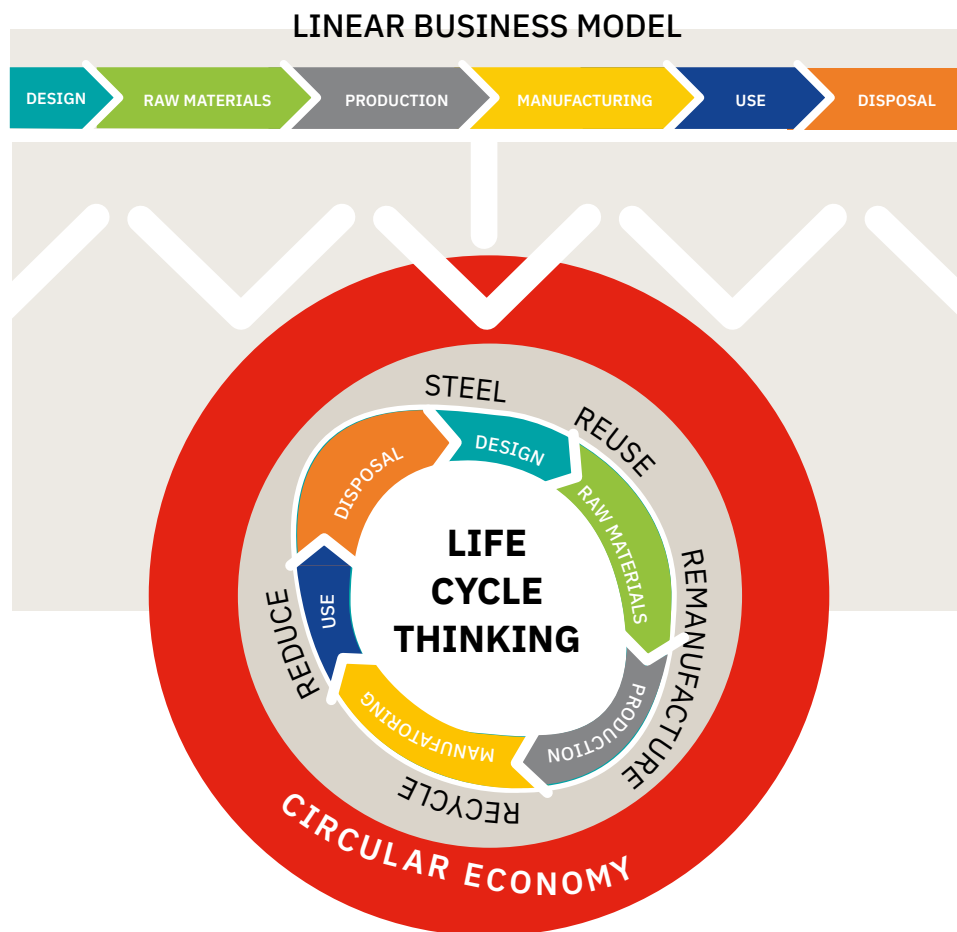 LINEAR BUSINESS MODEL
DESIGN
RAW MATERIALS
PRODUCTION
MANUFACTURING
USE
DISPOSAL
STEEL
REUSE
REMANUFACTURE
RECYCLE
REDUCE
DESIGN
RAW MATERIALS
PRODUCTION
MANUFATORING
USE
DISPOSAL
LIFE
CYCLE
THINKING
CIRCULAR ECONOMY